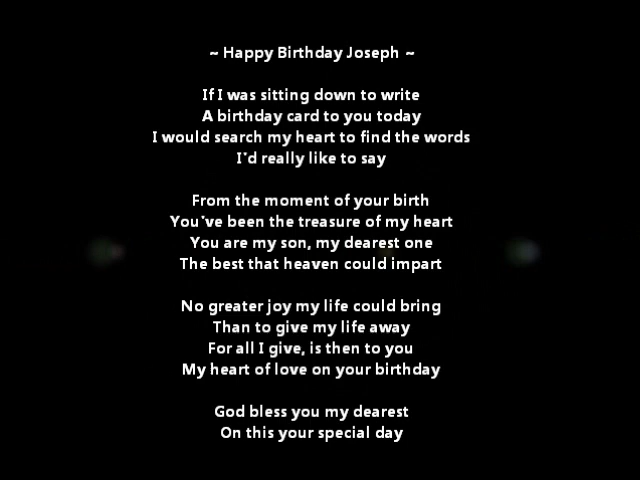 ~ Happy Birthday Joseph ~
If I was sitting down to write
A birthday card to you today
I would search my heart to find the words
I'd really like to say
From the moment of your birth
You've been the treasure of my heart
You are my son, my dearest one
The best that heaven could impart
No greater joy my life could bring
Than to give my life away
For all I give, is then to you
My heart of love on your birthday
God bless you my dearest
On this your special day